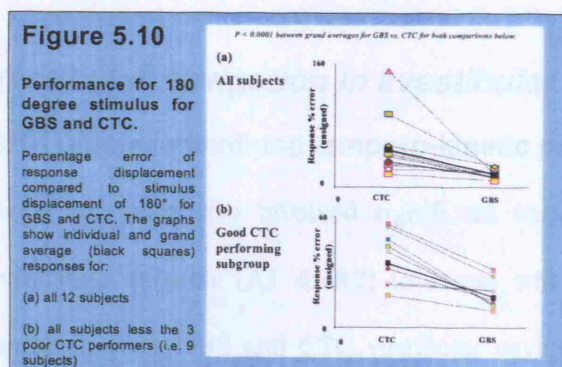 Figure 5.10
Performance for 180
degree stimulus for
GBS and CTC.
Percentage error of
response displacement
compared to stimulus
displacement of 180° for
GBS and CTC. The graphs
show individual and grand
average (black squares)
responses for:
(a) all 12 subjects
(b) all subjects less the 3
poor CTC performers (i.e. 9
subjects)
P < 0.0001 between grand averages for GBS vs. CTC for both comparisons below:
(a)
All subjects
Response % error
(unsigned)
160
0
CTC
GBS
(b)
Good CTC
performing
subgroup
Response % error
(unsigned)
0
CTC
GBS